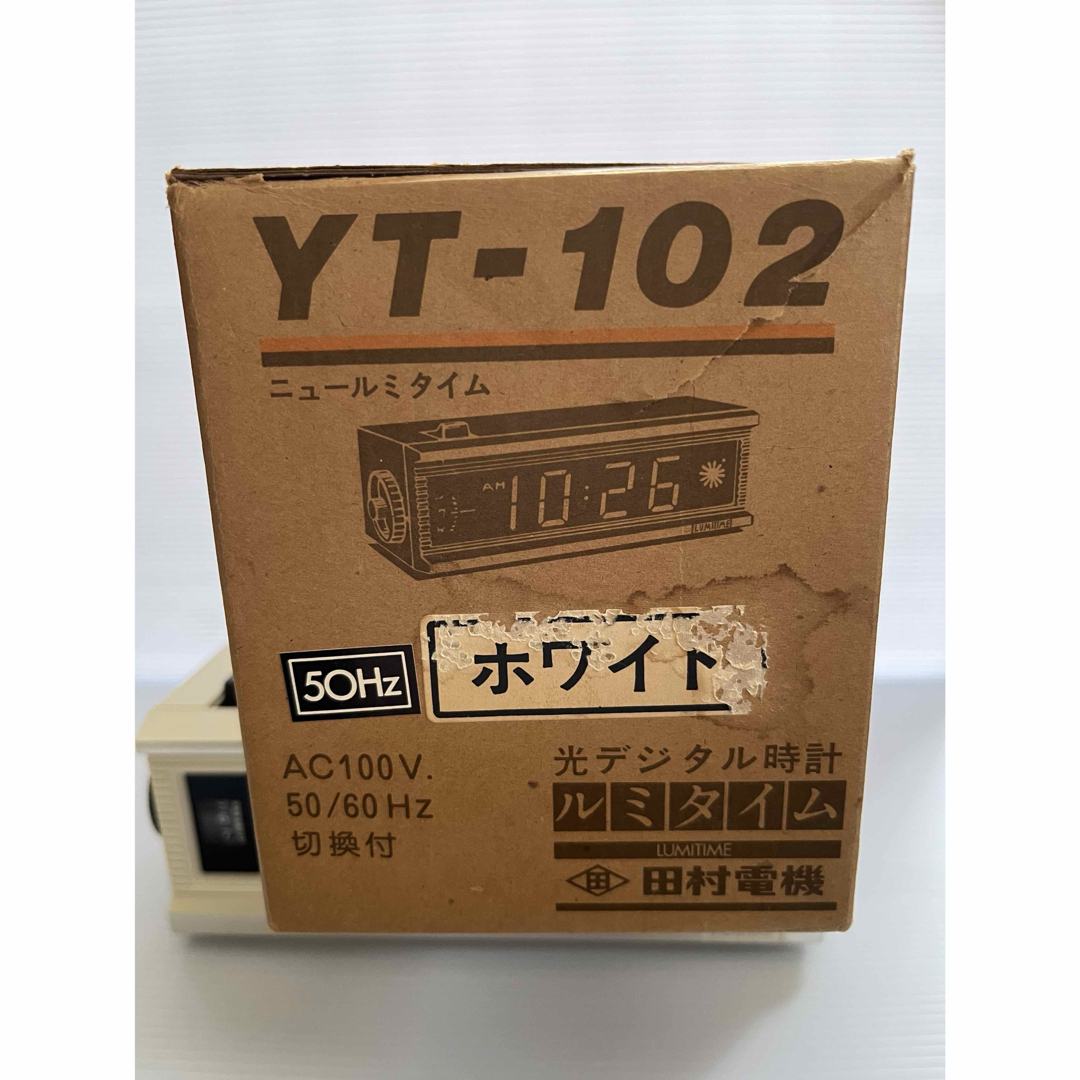 YT-102
ニュールミタイム
AM
10:26
LUMITIME
50Hz
ホワイト
AC100V.
50/60Hz
切換付
光デジタル時計
ルミタイム
LUMITIME
田村電機